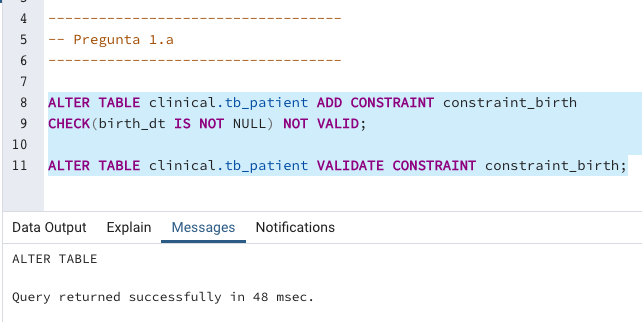 4 -----------------------------------
5 -- Pregunta 1.a
6 -----------------------------------
7
8 ALTER TABLE clinical.tb_patient ADD CONSTRAINT constraint_birth
9 CHECK(birth_dt IS NOT NULL) NOT VALID;
10
11 ALTER TABLE clinical.tb_patient VALIDATE CONSTRAINT constraint_birth;
Data Output Explain Messages Notifications
ALTER TABLE
Query returned successfully in 48 msec.